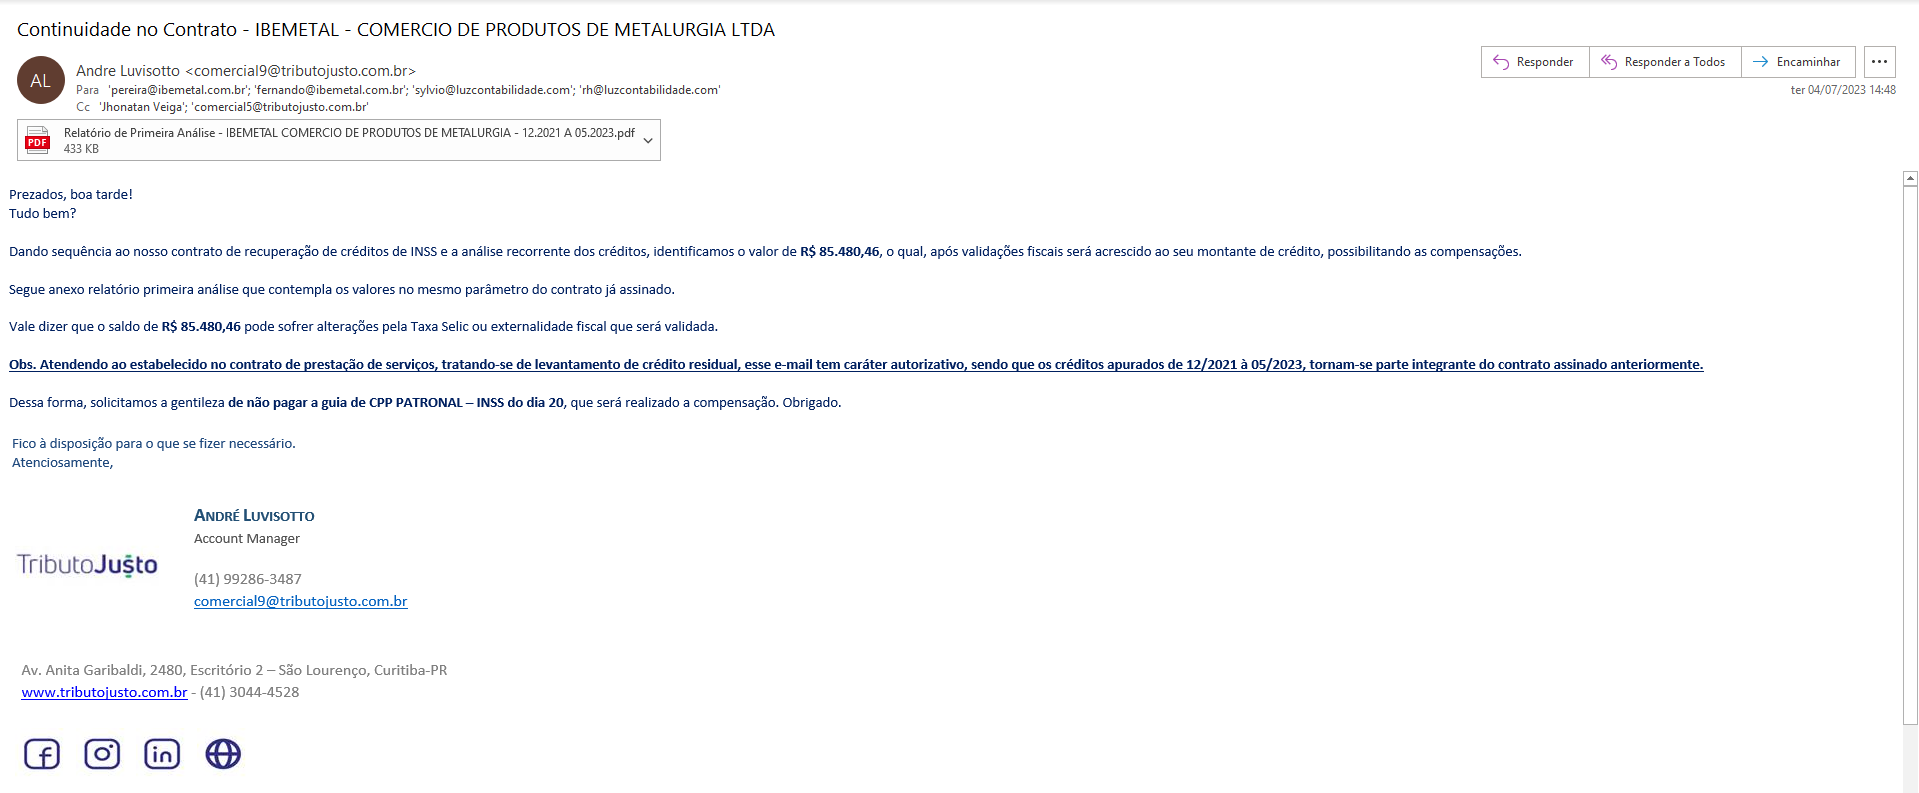 Continuidade no Contrato - IBEMETAL - COMERCIO DE PRODUTOS DE METALURGIA LTDA
AL
Andre Luvisotto <comercial9@tributojusto.com.br>
Para 'pereira@ibemetal.com.br'; 'fernando@ibemetal.com.br'; 'sylvio@luzcontabilidade.com'; 'rh@luzcontabilidade.com'
Cc 'Jhonatan Veiga'; 'comercial5@tributojusto.com.br'
Responder
Responder a Todos
Encaminhar
ter 04/07/2023 14:48
PDF
Relatório de Primeira Análise - IBEMETAL COMERCIO DE PRODUTOS DE METALURGIA - 12.2021 A 05.2023.pdf
433 KB
Prezados, boa tarde!
Tudo bem?
Dando sequência ao nosso contrato de recuperação de créditos de INSS e a análise recorrente dos créditos, identificamos o valor de R$ 85.480,46, o qual, após validações fiscais será acrescido ao seu montante de crédito, possibilitando as compensações.
Segue anexo relatório primeira análise que contempla os valores no mesmo parâmetro do contrato já assinado.
Vale dizer que o saldo de R$ 85.480,46 pode sofrer alterações pela Taxa Selic ou externalidade fiscal que será validada.
Obs. Atendendo ao estabelecido no contrato de prestação de serviços, tratando-se de levantamento de crédito residual, esse e-mail tem caráter autorizativo, sendo que os créditos apurados de 12/2021 à 05/2023, tornam-se parte integrante do contrato assinado anteriormente.
Dessa forma, solicitamos a gentileza de não pagar a guia de CPP PATRONAL – INSS do dia 20, que será realizado a compensação. Obrigado.
Fico à disposição para o que se fizer necessário.
Atenciosamente,
ANDRÉ LUVISOTTO
Account Manager
TributoJusto
(41) 99286-3487
comercial9@tributojusto.com.br
Av. Anita Garibaldi, 2480, Escritório 2 – São Lourenço, Curitiba-PR
www.tributojusto.com.br - (41) 3044-4528